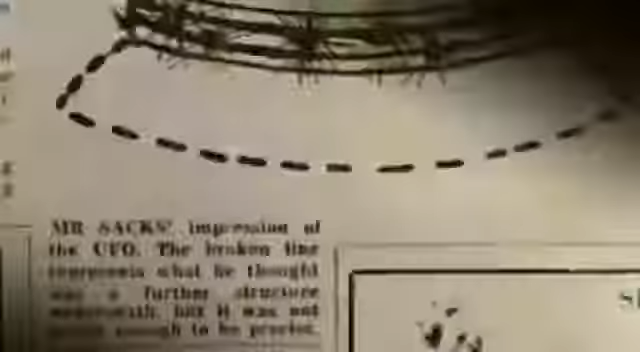 MR SACKS' impression of
the UFO. The broken line
represents what he thought
was a further structure
underneath, but it was not
enough to be precise.